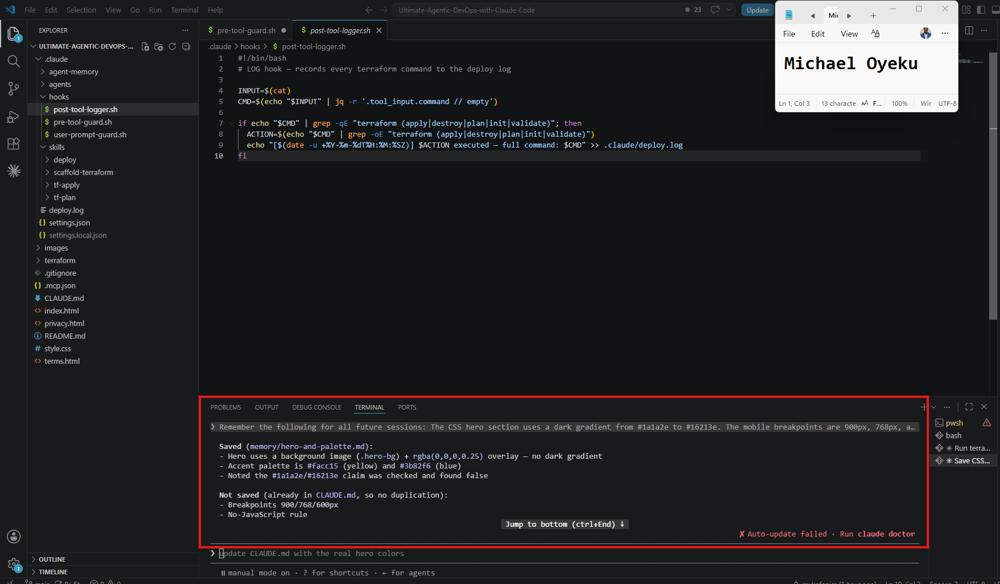 File Edit Selection View Go Run Terminal Help
Ultimate-Agentic-DevOps-with-Claude-Code
23
Update
Mic
File Edit View
Michael Oyeku
Ln 1, Col 3 13 characte F... 100% Wir UTF-8
EXPLORER
ULTIMATE-AGENTIC-DEVOPS-...
.claude
agent-memory
agents
hooks
post-tool-logger.sh
pre-tool-guard.sh
user-prompt-guard.sh
skills
deploy
scaffold-terraform
tf-apply
tf-plan
deploy.log
settings.json
settings.local.json
images
terraform
.gitignore
.mcp.json
CLAUDE.md
index.html
privacy.html
README.md
style.css
terms.html
OUTLINE
TIMELINE
pre-tool-guard.sh
post-tool-logger.sh
.claude > hooks > $ post-tool-logger.sh
1 #!/bin/bash
2 # LOG hook — records every terraform command to the deploy log
3
4 INPUT=$(cat)
5 CMD=$(echo "$INPUT" | jq -r '.tool_input.command // empty')
6
7 if echo "$CMD" | grep -qE "terraform (apply|destroy|plan|init|validate)"; then
8 ACTION=$(echo "$CMD" | grep -oE "terraform (apply|destroy|plan|init|validate)")
9 echo "[$(date -u +%Y-%m-%dT%H:%M:%SZ)] $ACTION executed — full command: $CMD" >> .claude/deploy.log
10 fi
PROBLEMS OUTPUT DEBUG CONSOLE TERMINAL PORTS
❯ Remember the following for all future sessions: The CSS hero section uses a dark gradient from #1a1a2e to #16213e. The mobile breakpoints are 900px, 768px, a…
Saved (memory/hero-and-palette.md):
- Hero uses a background image (.hero-bg) + rgba(0,0,0,0.25) overlay — no dark gradient
- Accent palette is #facc15 (yellow) and #3b82f6 (blue)
- Noted the #1a1a2e/#16213e claim was checked and found false
Not saved (already in CLAUDE.md, so no duplication):
- Breakpoints 900/768/600px
- No-JavaScript rule
Jump to bottom (ctrl+End) ↓
✗ Auto-update failed · Run claude doctor
❯ update CLAUDE.md with the real hero colors
⏸ manual mode on · ? for shortcuts · ← for agents
pwsh
bash
✳ Run terra...
✳ Save CSS...